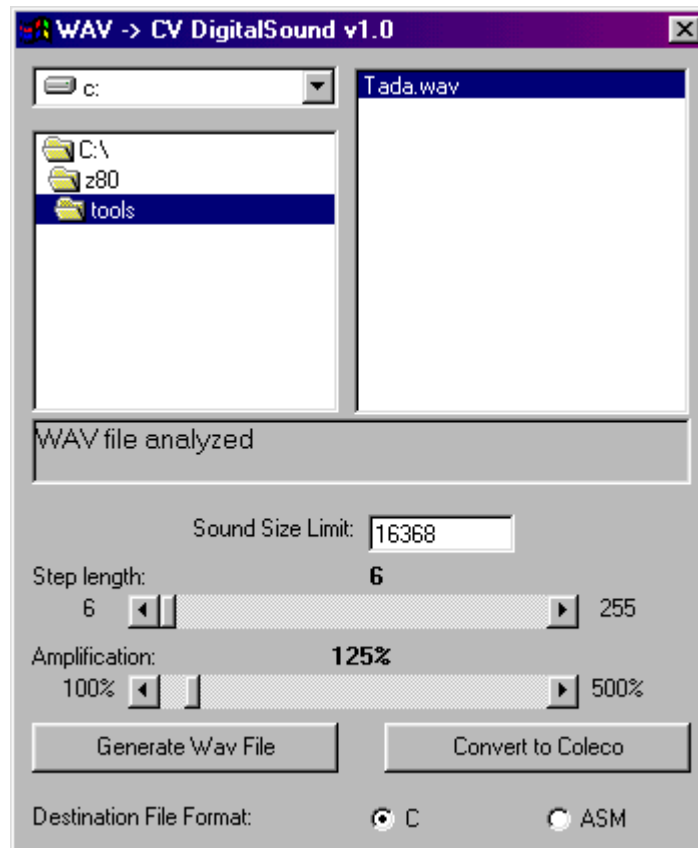 WAV -> CV DigitalSound v1.0
c:
Tada.wav
C:\
z80
tools
WAV file analyzed
Sound Size Limit: 16368
Step length: 6
6 255
Amplification: 125%
100% 500%
Generate Wav File Convert to Coleco
Destination File Format: C ASM